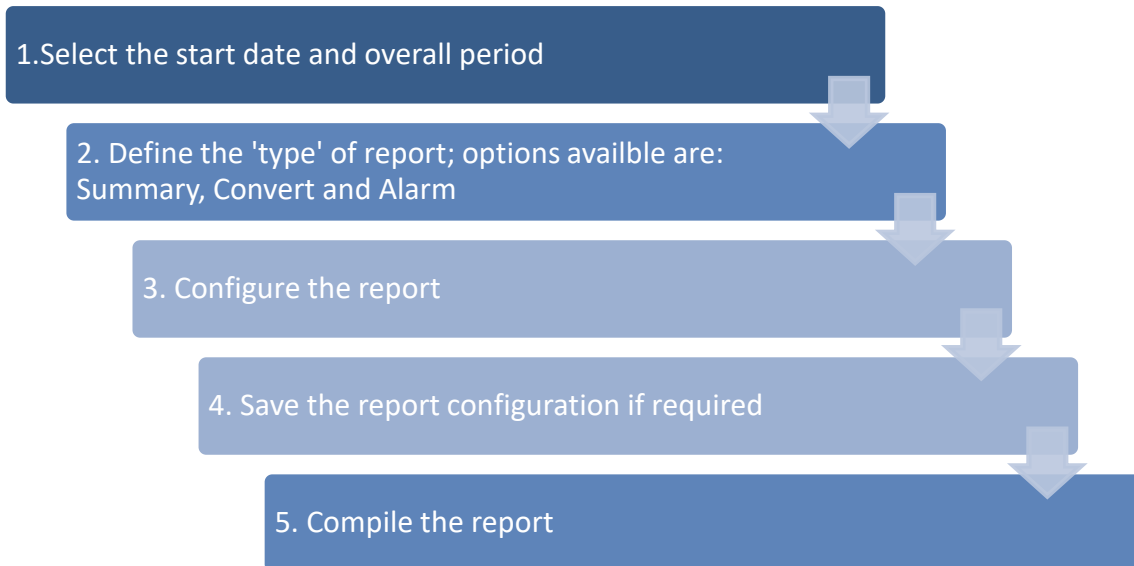 1.Select the start date and overall period
2. Define the 'type' of report; options availble are:
Summary, Convert and Alarm
3. Configure the report
4. Save the report configuration if required
5. Compile the report